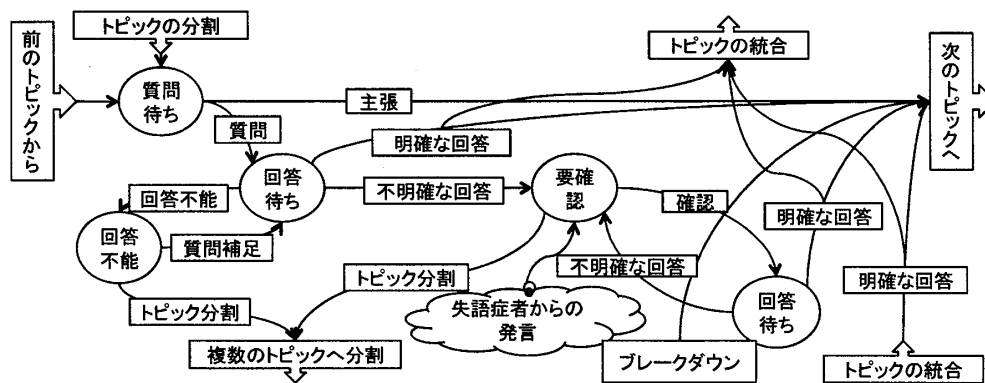 トピックの分割
前のトピックから
質問
待ち
主張
質問
トピックの統合
次のトピックへ
明確な回答
回答
待ち
不明確な回答
要確
認
確認
明確な回答
回答不能
回答
不能
質問補足
トピック分割
不明確な回答
明確な回答
トピック分割
失語症者からの
発言
回答
待ち
複数のトピックへ分割
ブレークダウン
トピックの統合